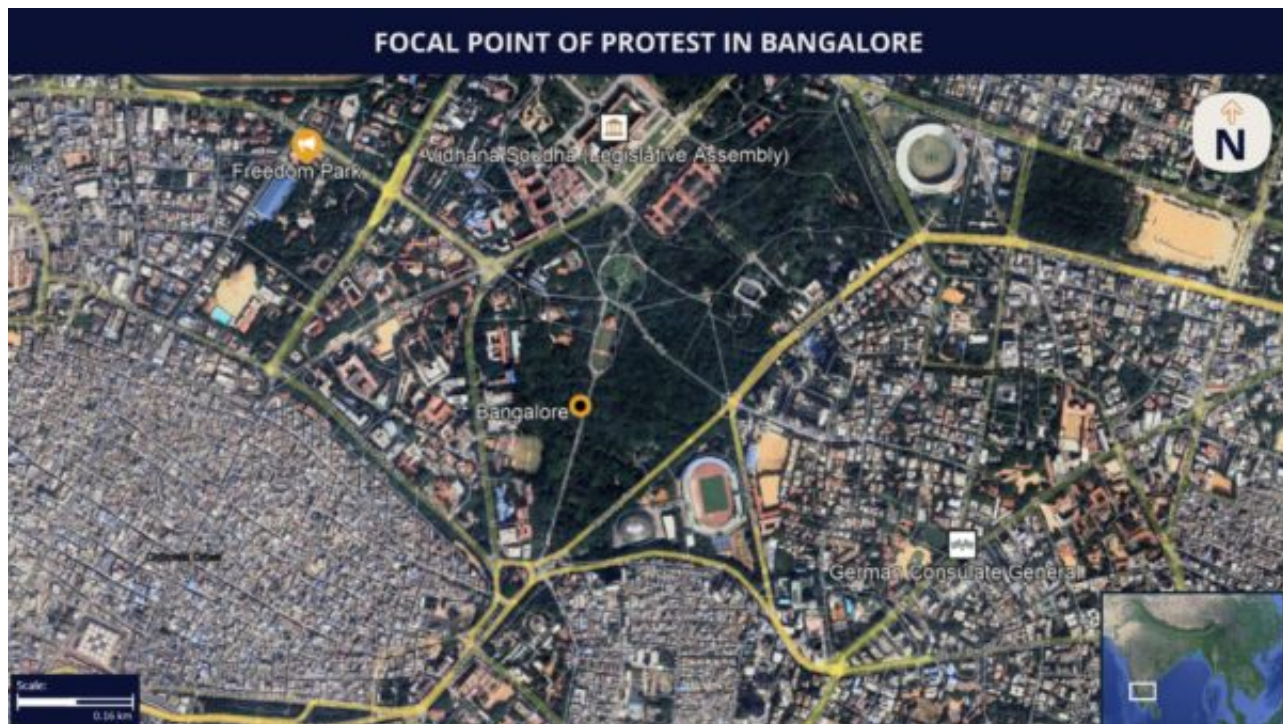 FOCAL POINT OF PROTEST IN BANGALORE
N
Vidhana Soudha (Legislative Assembly)
Freedom Park
Bangalore
German Consulate General
Scale:
0.16 km